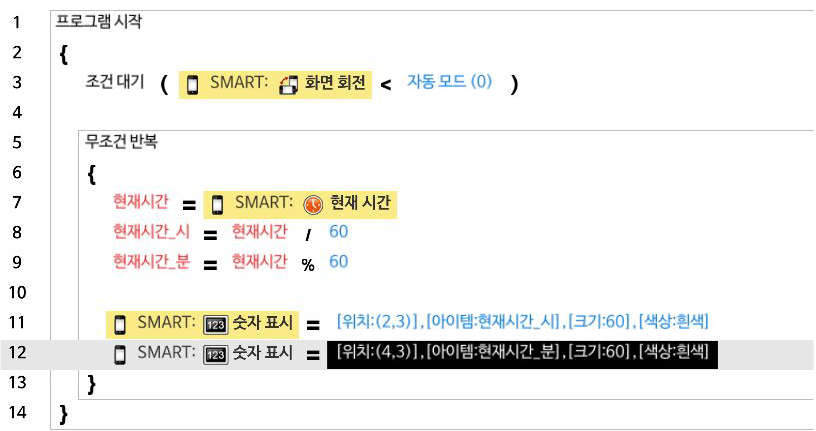 1 프로그램 시작
2 {
3 조건 대기 ( SMART: 화면 회전 < 자동 모드 (0) )
4
5 무조건 반복
6 {
7 현재시간 = SMART: 현재 시간
8 현재시간_시 = 현재시간 / 60
9 현재시간_분 = 현재시간 % 60
10
11 SMART: 123 숫자 표시 = [위치:(2,3)],[아이템:현재시간_시],[크기:60],[색상:흰색]
12 SMART: 123 숫자 표시 = [위치:(4,3)],[아이템:현재시간_분],[크기:60],[색상:흰색]
13 }
14 }